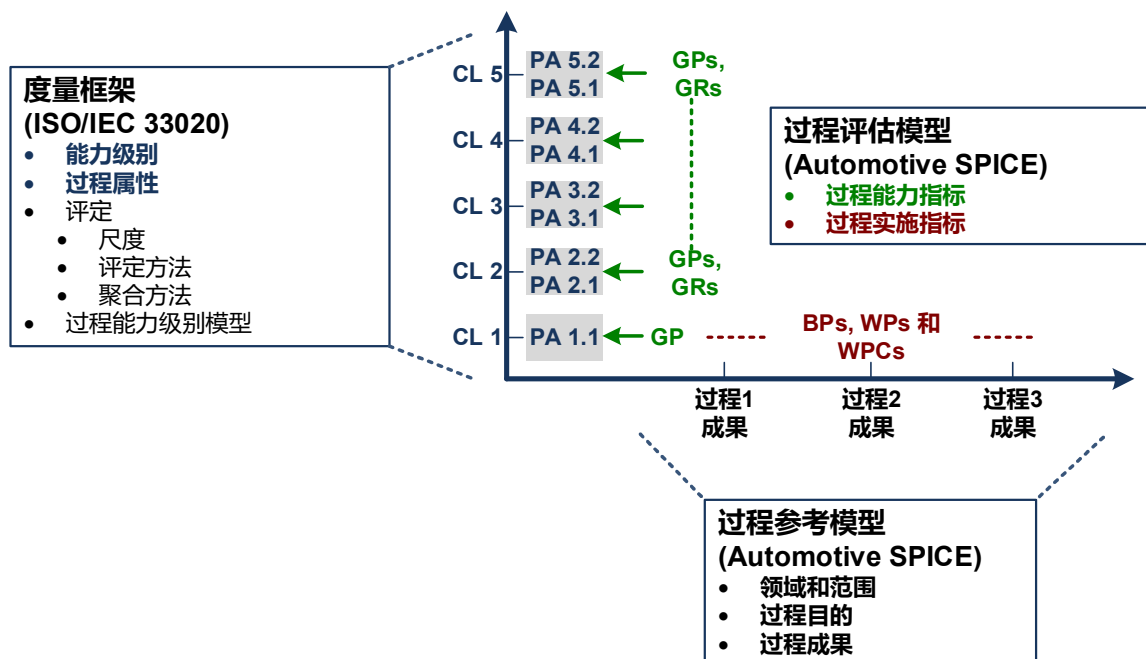 度量框架
(ISO/IEC 33020)
• 能力级别
• 过程属性
• 评定
• 尺度
• 评定方法
• 聚合方法
• 过程能力级别模型
CL 5
PA 5.2
PA 5.1
GPs,
GRs
CL 4
PA 4.2
PA 4.1
CL 3
PA 3.2
PA 3.1
CL 2
PA 2.2
PA 2.1
GPs,
GRs
CL 1
PA 1.1
GP
BPs, WPs 和
WPCs
过程1
成果
过程2
成果
过程3
成果
过程评估模型
(Automotive SPICE)
• 过程能力指标
• 过程实施指标
过程参考模型
(Automotive SPICE)
• 领域和范围
• 过程目的
• 过程成果